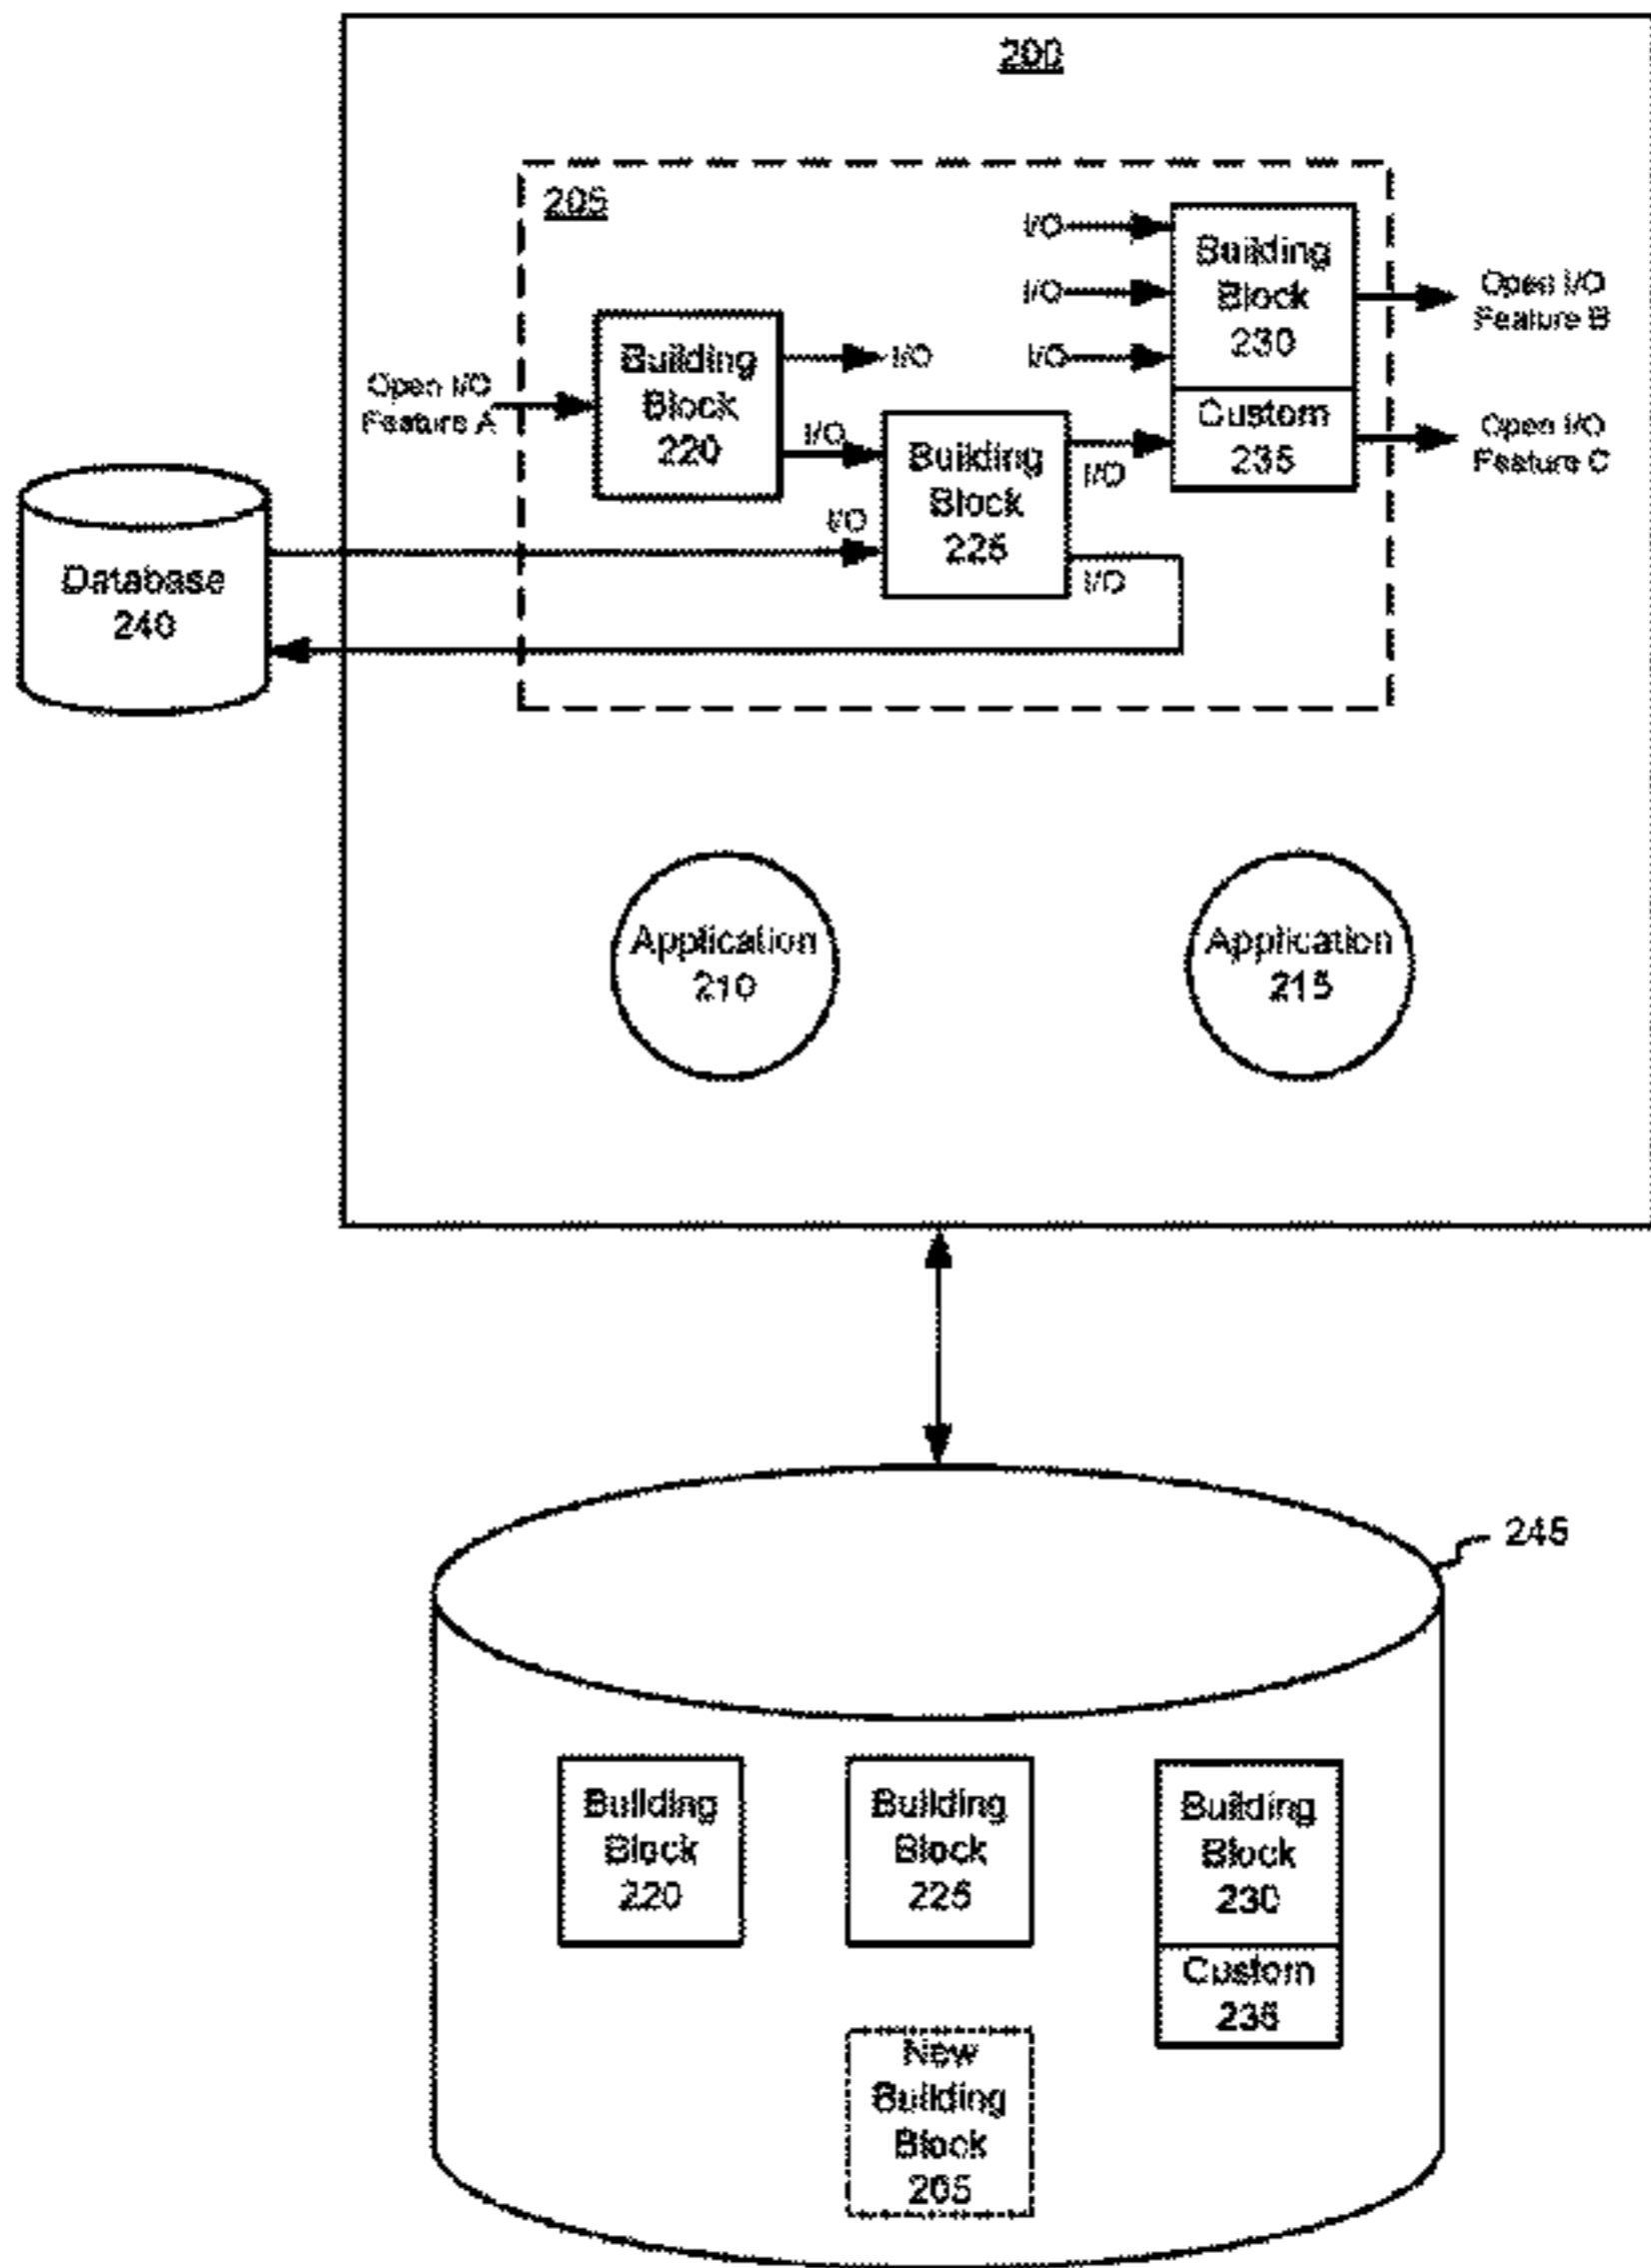 200
205
I/O
Building
Block
230
I/O
I/O
Open I/O
Feature B
Building
Block
220
I/O
Open I/O
Feature A
I/O
Building
Block
225
I/O
Custom
235
Open I/O
Feature C
I/O
I/O
Database
240
Application
210
Application
215
245
Building
Block
220
Building
Block
225
Building
Block
230
Custom
235
New
Building
Block
205